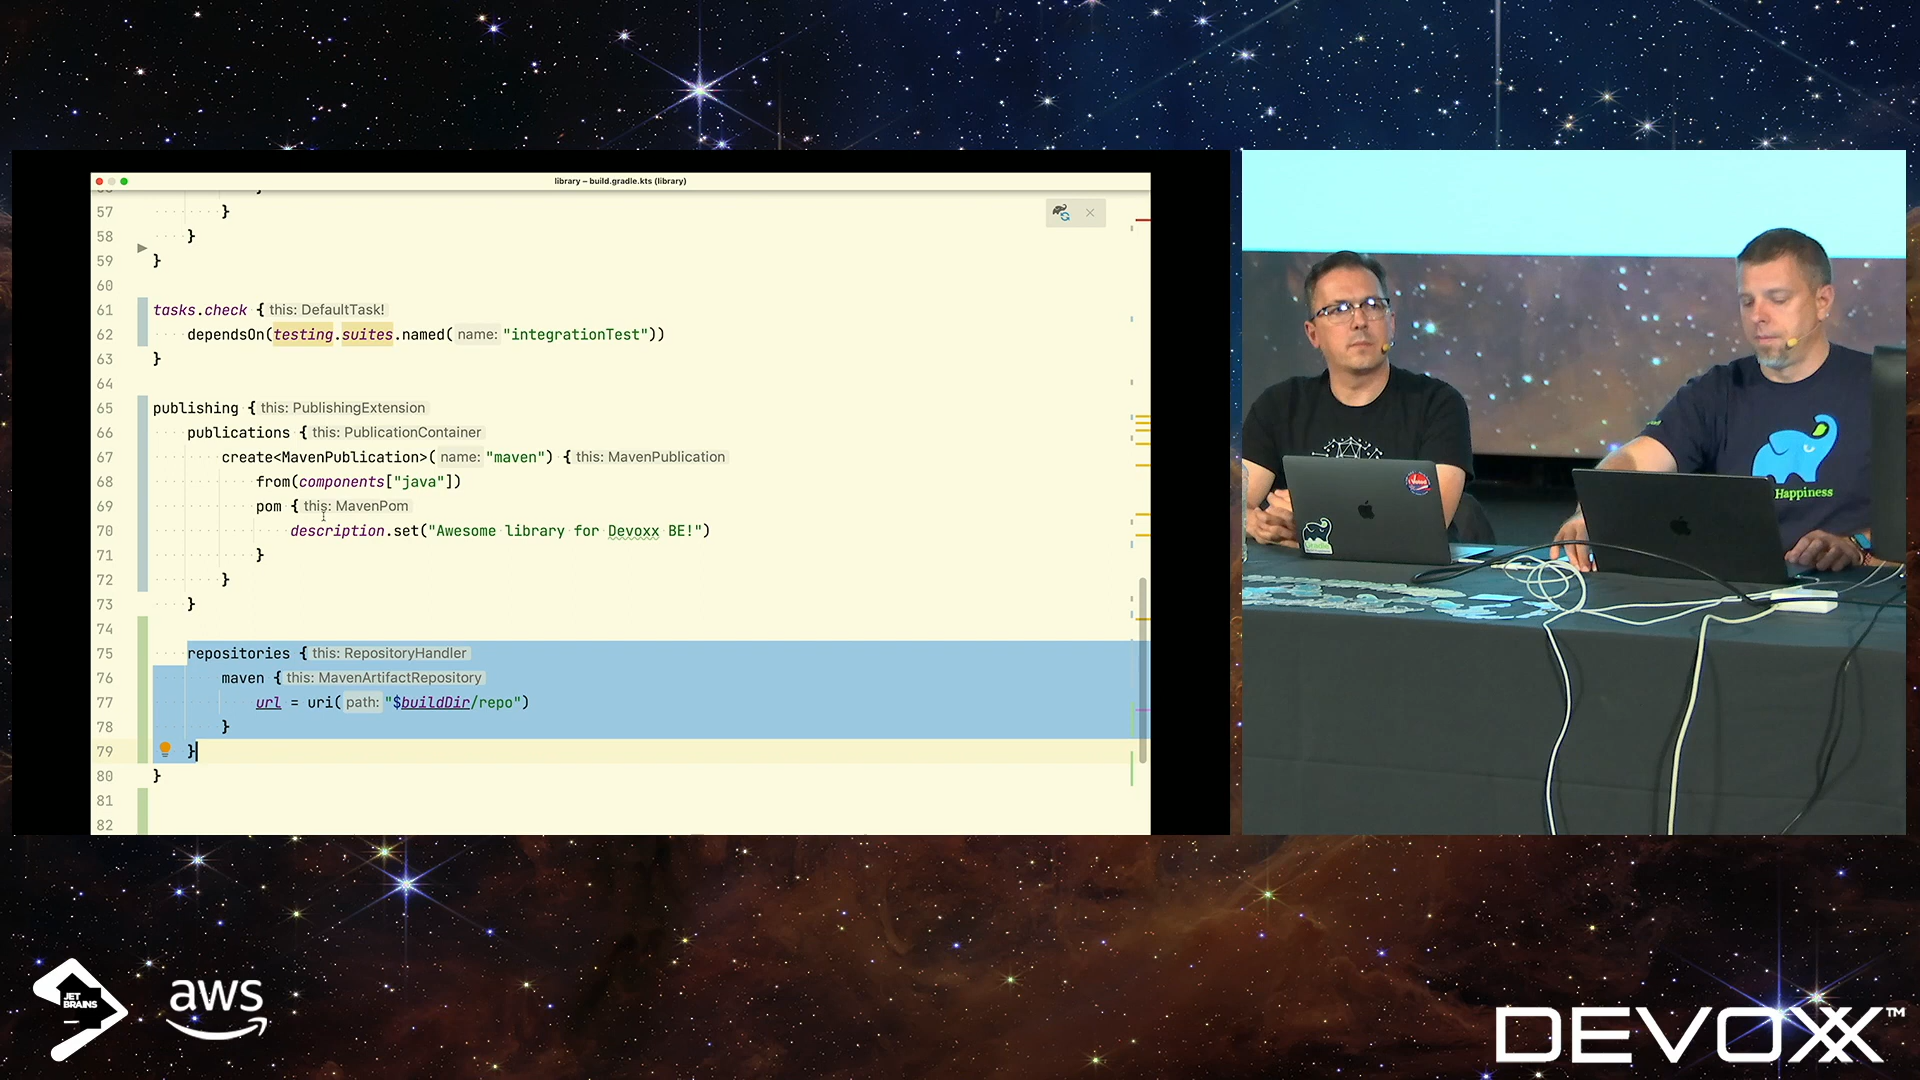 library – build.gradle.kts (library)
57 }
58 }
59 }
60
61 tasks.check { this: DefaultTask!
62 dependsOn(testing.suites.named( name: "integrationTest"))
63 }
64
65 publishing { this: PublishingExtension
66 publications { this: PublicationContainer
67 create<MavenPublication>( name: "maven") { this: MavenPublication
68 from(components["java"])
69 pom { this: MavenPom
70 description.set("Awesome library for Devoxx BE!")
71 }
72 }
73 }
74
75 repositories { this: RepositoryHandler
76 maven { this: MavenArtifactRepository
77 url = uri( path: "$buildDir/repo")
78 }
79 }
80 }
81
82
Happiness
JET
BRAINS
aws
DEVOXX™